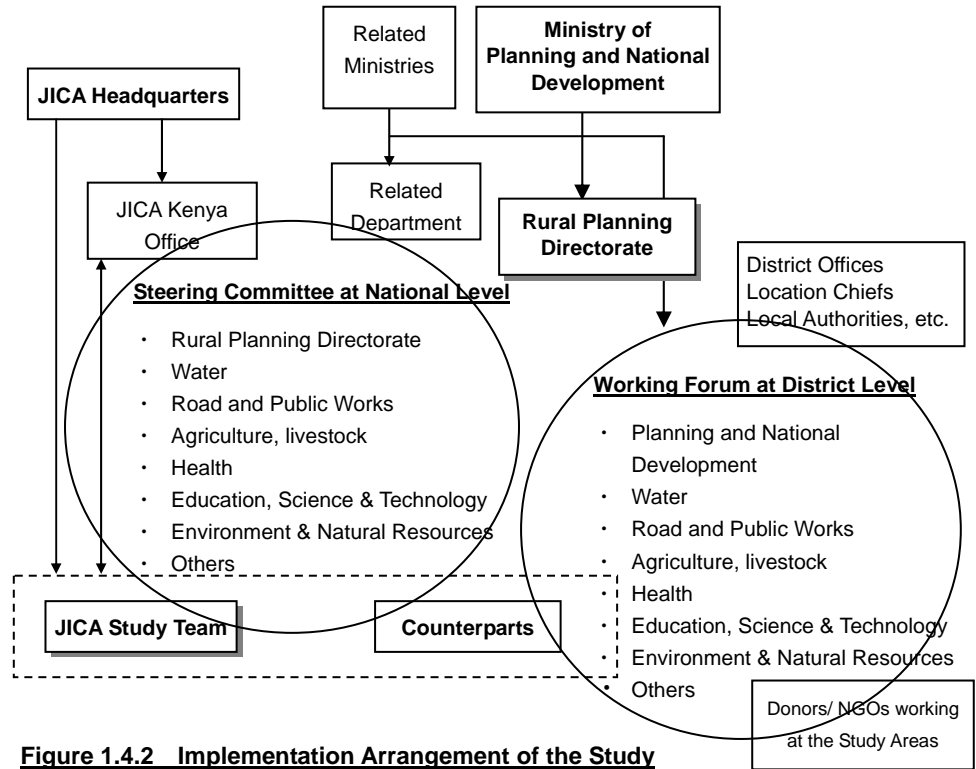 Related
Ministries
Ministry of
Planning and National
Development
JICA Headquarters
JICA Kenya
Office
Related
Department
Rural Planning
Directorate
District Offices
Location Chiefs
Local Authorities, etc.
Steering Committee at National Level
・ Rural Planning Directorate
・ Water
・ Road and Public Works
・ Agriculture, livestock
・ Health
・ Education, Science & Technology
・ Environment & Natural Resources
・ Others
Working Forum at District Level
・ Planning and National
Development
・ Water
・ Road and Public Works
・ Agriculture, livestock
・ Health
・ Education, Science & Technology
・ Environment & Natural Resources
・ Others
JICA Study Team
Counterparts
Donors/ NGOs working
at the Study Areas
Figure 1.4.2 Implementation Arrangement of the Study